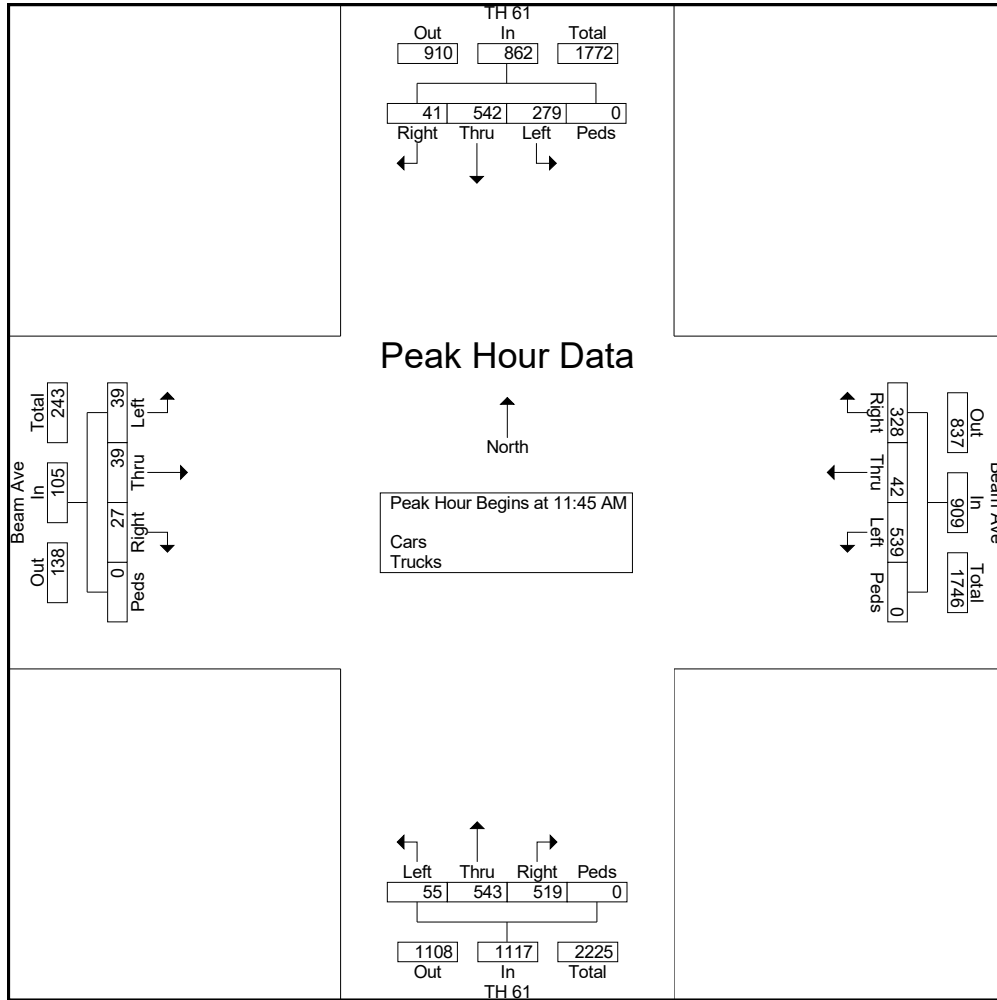 TH 61
Out In Total
910 862 1772
41 542 279 0
Right Thru Left Peds
Peak Hour Data
North
Peak Hour Begins at 11:45 AM
Cars
Trucks
Beam Ave
Out In Total
138 105 243
39 39 27 0
Left Thru Right Peds
Beam Ave
Out In Total
837 909 1746
328 42 539 0
Right Thru Left Peds
Left Thru Right Peds
55 543 519 0
1108 1117 2225
Out In Total
TH 61